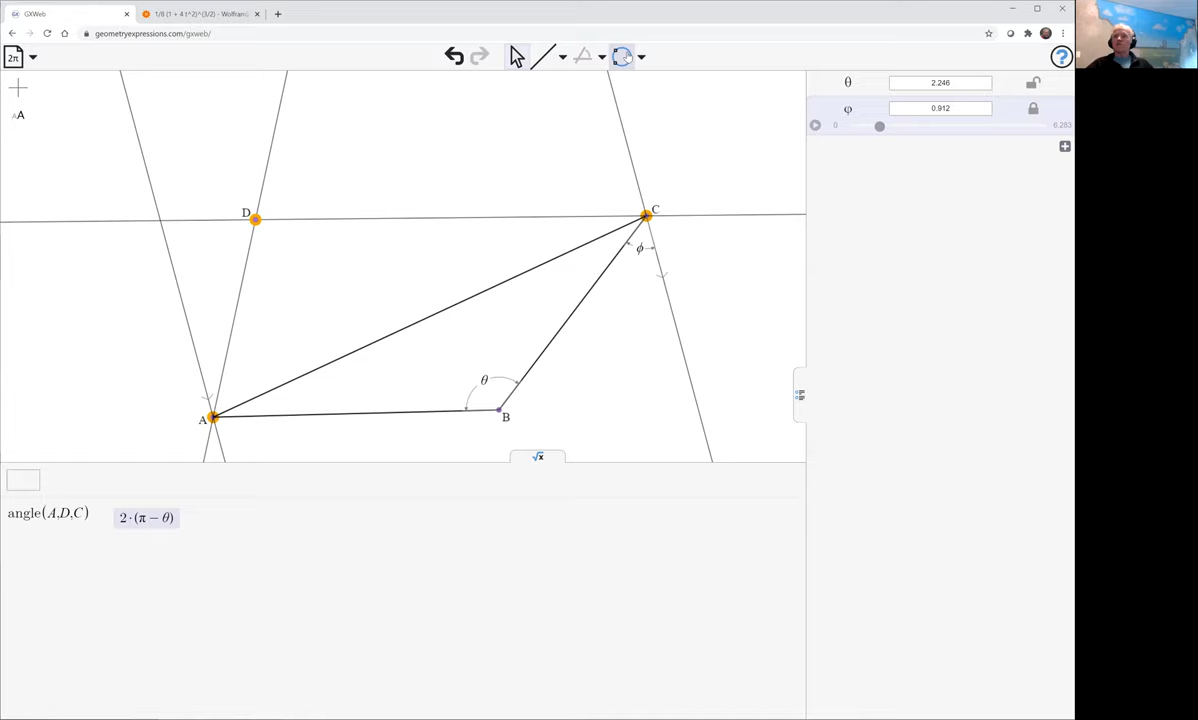 GXWeb
1/8 (1 + 4 t^2)^(3/2) - Wolfram
geometryexpressions.com/gxweb/
2π
?
θ 2.246
φ 0.912
0 6.283
AA
D
C
ϕ
θ
A
B
√x
angle(A,D,C) 2·(π − θ)